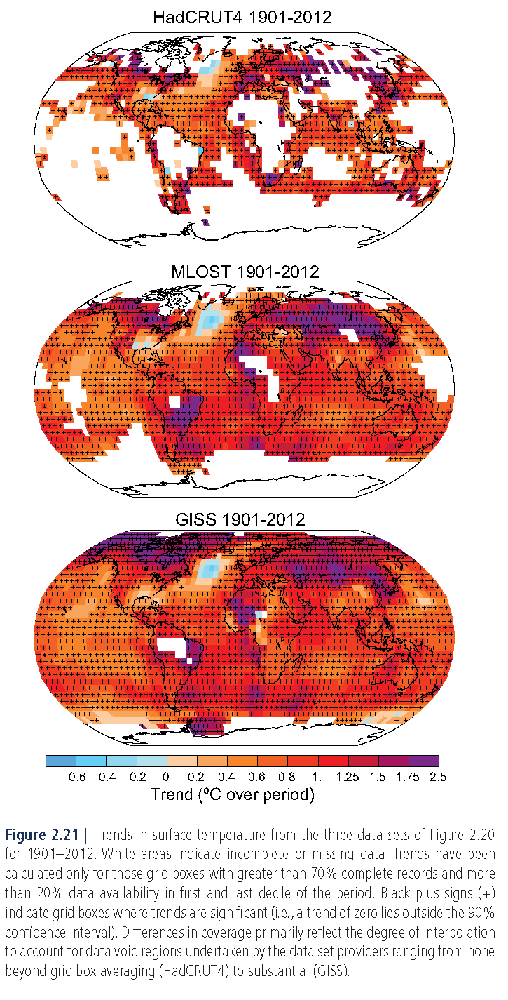 HadCRUT4 1901-2012
MLOST 1901-2012
GISS 1901-2012
-0.6 -0.4 -0.2 0 0.2 0.4 0.6 0.8 1. 1.25 1.5 1.75 2.5
Trend (ºC over period)
Figure 2.21 | Trends in surface temperature from the three data sets of Figure 2.20
for 1901–2012. White areas indicate incomplete or missing data. Trends have been
calculated only for those grid boxes with greater than 70% complete records and more
than 20% data availability in first and last decile of the period. Black plus signs (+)
indicate grid boxes where trends are significant (i.e., a trend of zero lies outside the 90%
confidence interval). Differences in coverage primarily reflect the degree of interpolation
to account for data void regions undertaken by the data set providers ranging from none
beyond grid box averaging (HadCRUT4) to substantial (GISS).